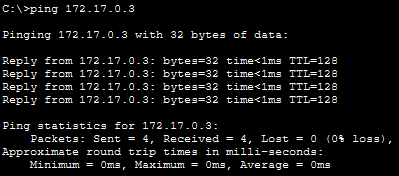 C:\>ping 172.17.0.3
Pinging 172.17.0.3 with 32 bytes of data:
Reply from 172.17.0.3: bytes=32 time<1ms TTL=128
Reply from 172.17.0.3: bytes=32 time<1ms TTL=128
Reply from 172.17.0.3: bytes=32 time<1ms TTL=128
Reply from 172.17.0.3: bytes=32 time<1ms TTL=128
Ping statistics for 172.17.0.3:
    Packets: Sent = 4, Received = 4, Lost = 0 (0% loss),
Approximate round trip times in milli-seconds:
    Minimum = 0ms, Maximum = 0ms, Average = 0ms